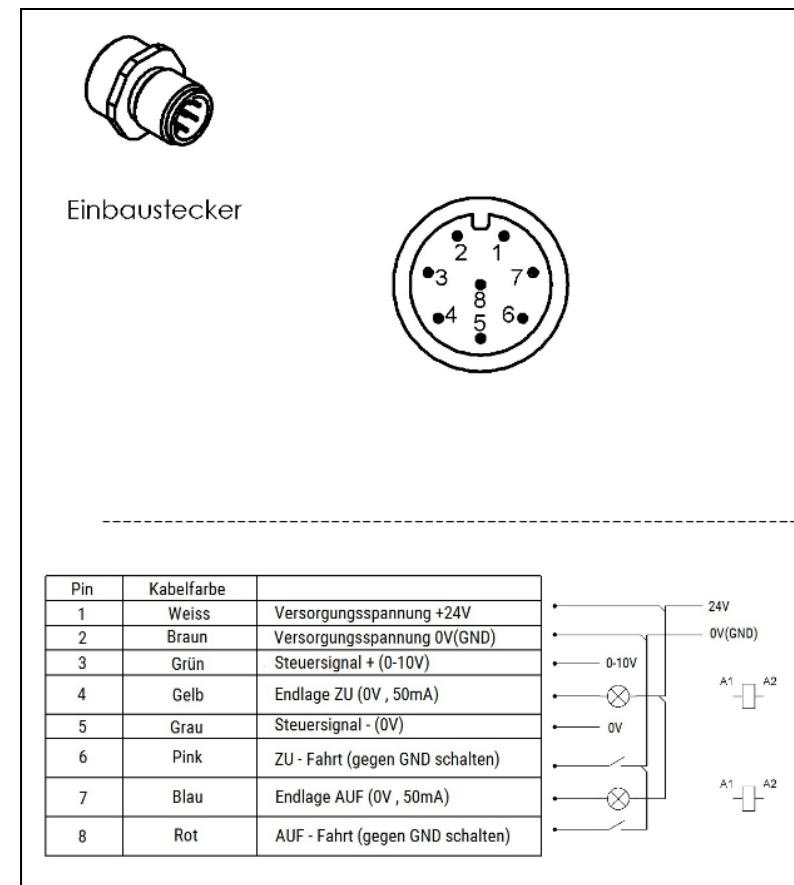 Einbaustecker
2 1
3 7
8
4 5 6
Pin Kabelfarbe
1 Weiss Versorgungsspannung +24V 24V
2 Braun Versorgungsspannung 0V(GND) 0V(GND)
3 Grün Steuersignal + (0-10V) 0-10V
4 Gelb Endlage ZU (0V , 50mA) A1 A2
5 Grau Steuersignal - (0V) 0V
6 Pink ZU - Fahrt (gegen GND schalten)
7 Blau Endlage AUF (0V , 50mA) A1 A2
8 Rot AUF - Fahrt (gegen GND schalten)